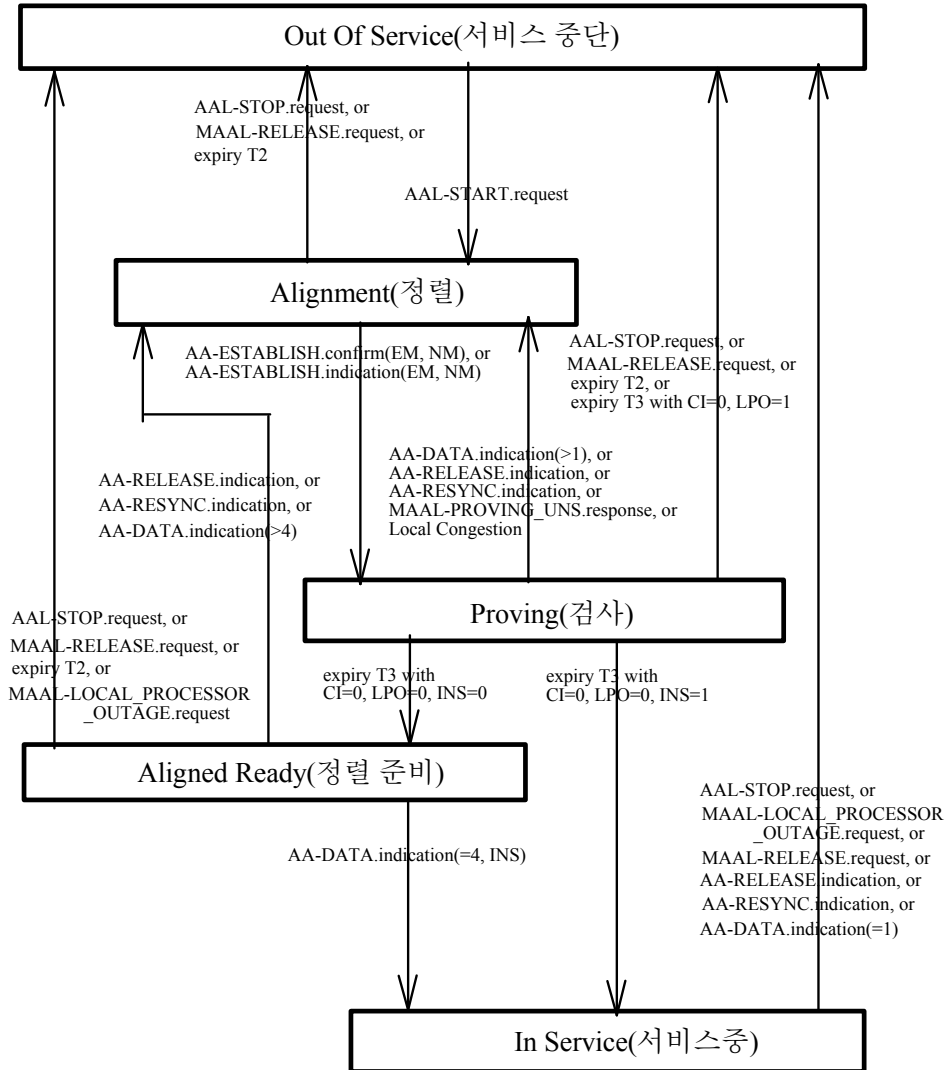 Out Of Service(서비스 중단)
AAL-STOP.request, or
MAAL-RELEASE.request, or
expiry T2
AAL-START.request
Alignment(정렬)
AA-ESTABLISH.confirm(EM, NM), or
AA-ESTABLISH.indication(EM, NM)
AAL-STOP.request, or
MAAL-RELEASE.request, or
expiry T2, or
expiry T3 with CI=0, LPO=1
AA-RELEASE.indication, or
AA-RESYNC.indication, or
AA-DATA.indication(>4)
AA-DATA.indication(>1), or
AA-RELEASE.indication, or
AA-RESYNC.indication, or
MAAL-PROVING_UNS.response, or
Local Congestion
Proving(검사)
AAL-STOP.request, or
MAAL-RELEASE.request, or
expiry T2, or
MAAL-LOCAL_PROCESSOR
_OUTAGE.request
expiry T3 with
CI=0, LPO=0, INS=0
expiry T3 with
CI=0, LPO=0, INS=1
Aligned Ready(정렬 준비)
AA-DATA.indication(=4, INS)
AAL-STOP.request, or
MAAL-LOCAL_PROCESSOR
_OUTAGE.request, or
MAAL-RELEASE.request, or
AA-RELEASE.indication, or
AA-RESYNC.indication, or
AA-DATA.indication(=1)
In Service(서비스중)